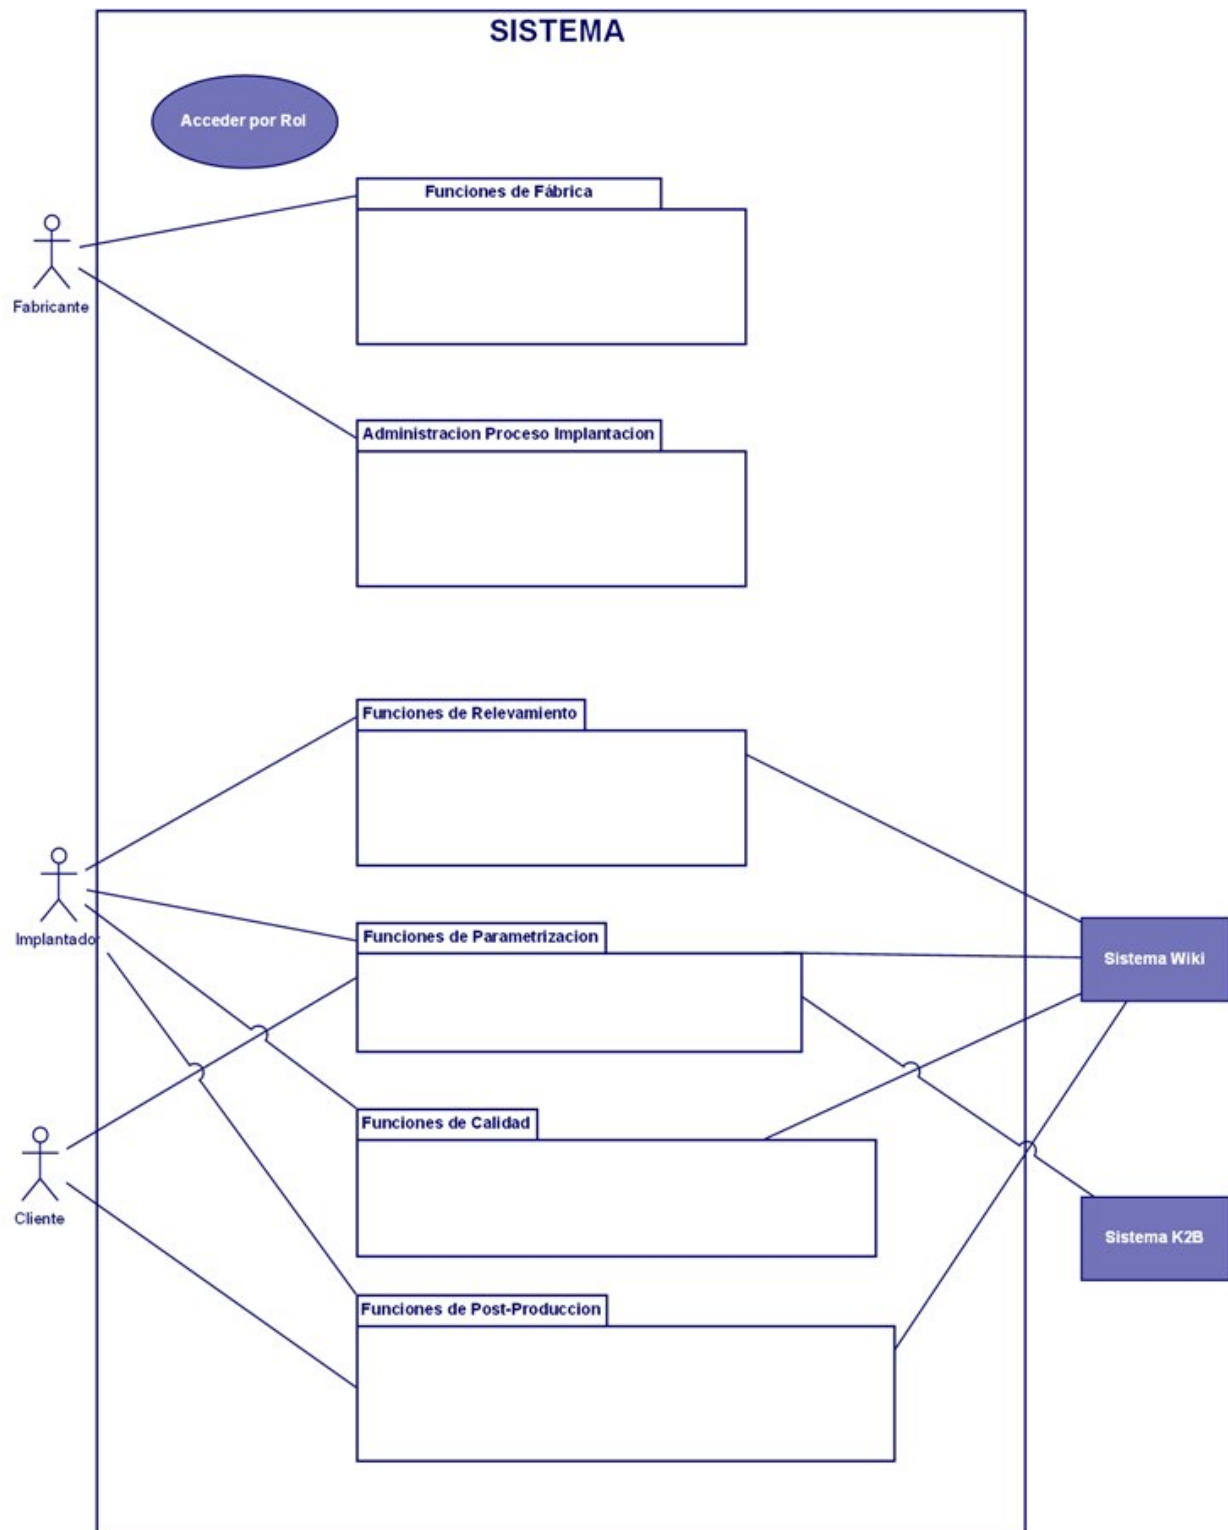 SISTEMA
Acceder por Rol
Funciones de Fábrica
Fabricante
Administracion Proceso Implantacion
Funciones de Relevamiento
Implantador
Funciones de Parametrizacion
Sistema Wiki
Funciones de Calidad
Cliente
Sistema K2B
Funciones de Post-Produccion